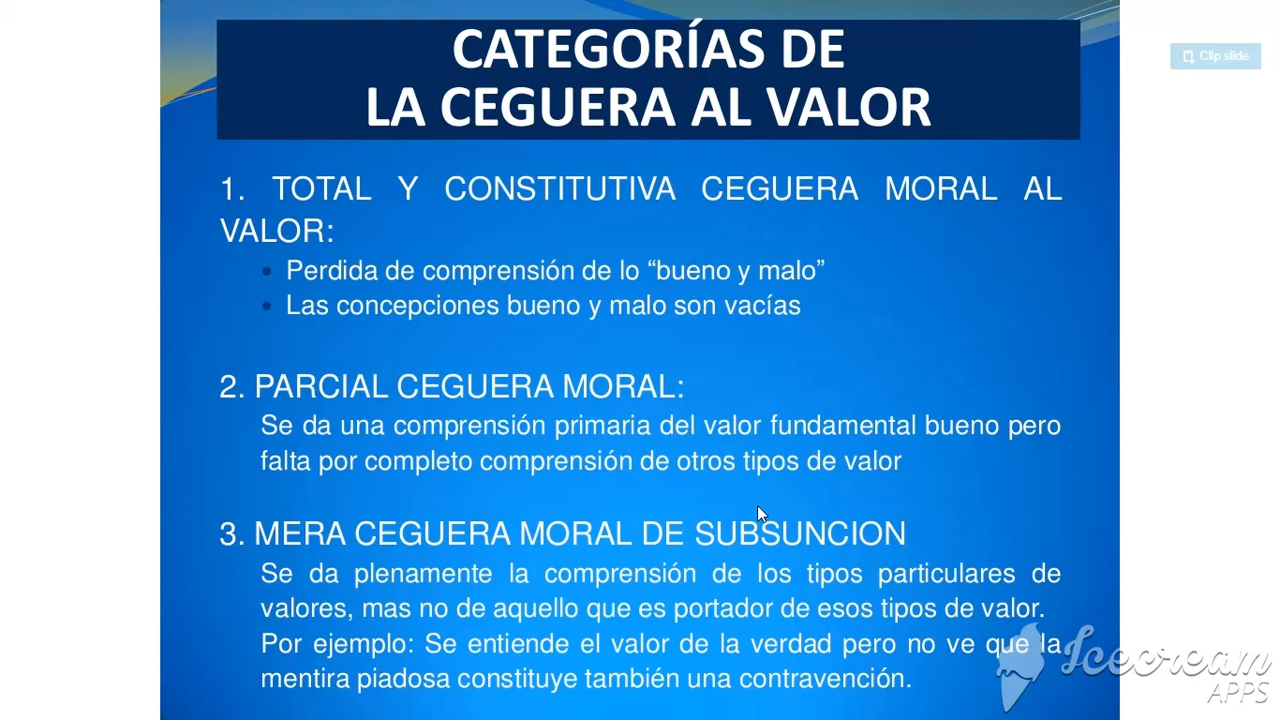 CATEGORÍAS DE
LA CEGUERA AL VALOR
Clip slide
1. TOTAL Y CONSTITUTIVA CEGUERA MORAL AL
VALOR:
• Perdida de comprensión de lo “bueno y malo”
• Las concepciones bueno y malo son vacías
2. PARCIAL CEGUERA MORAL:
Se da una comprensión primaria del valor fundamental bueno pero
falta por completo comprensión de otros tipos de valor
3. MERA CEGUERA MORAL DE SUBSUNCION
Se da plenamente la comprensión de los tipos particulares de
valores, mas no de aquello que es portador de esos tipos de valor.
Por ejemplo: Se entiende el valor de la verdad pero no ve que la
mentira piadosa constituye también una contravención.
Icecream
APPS